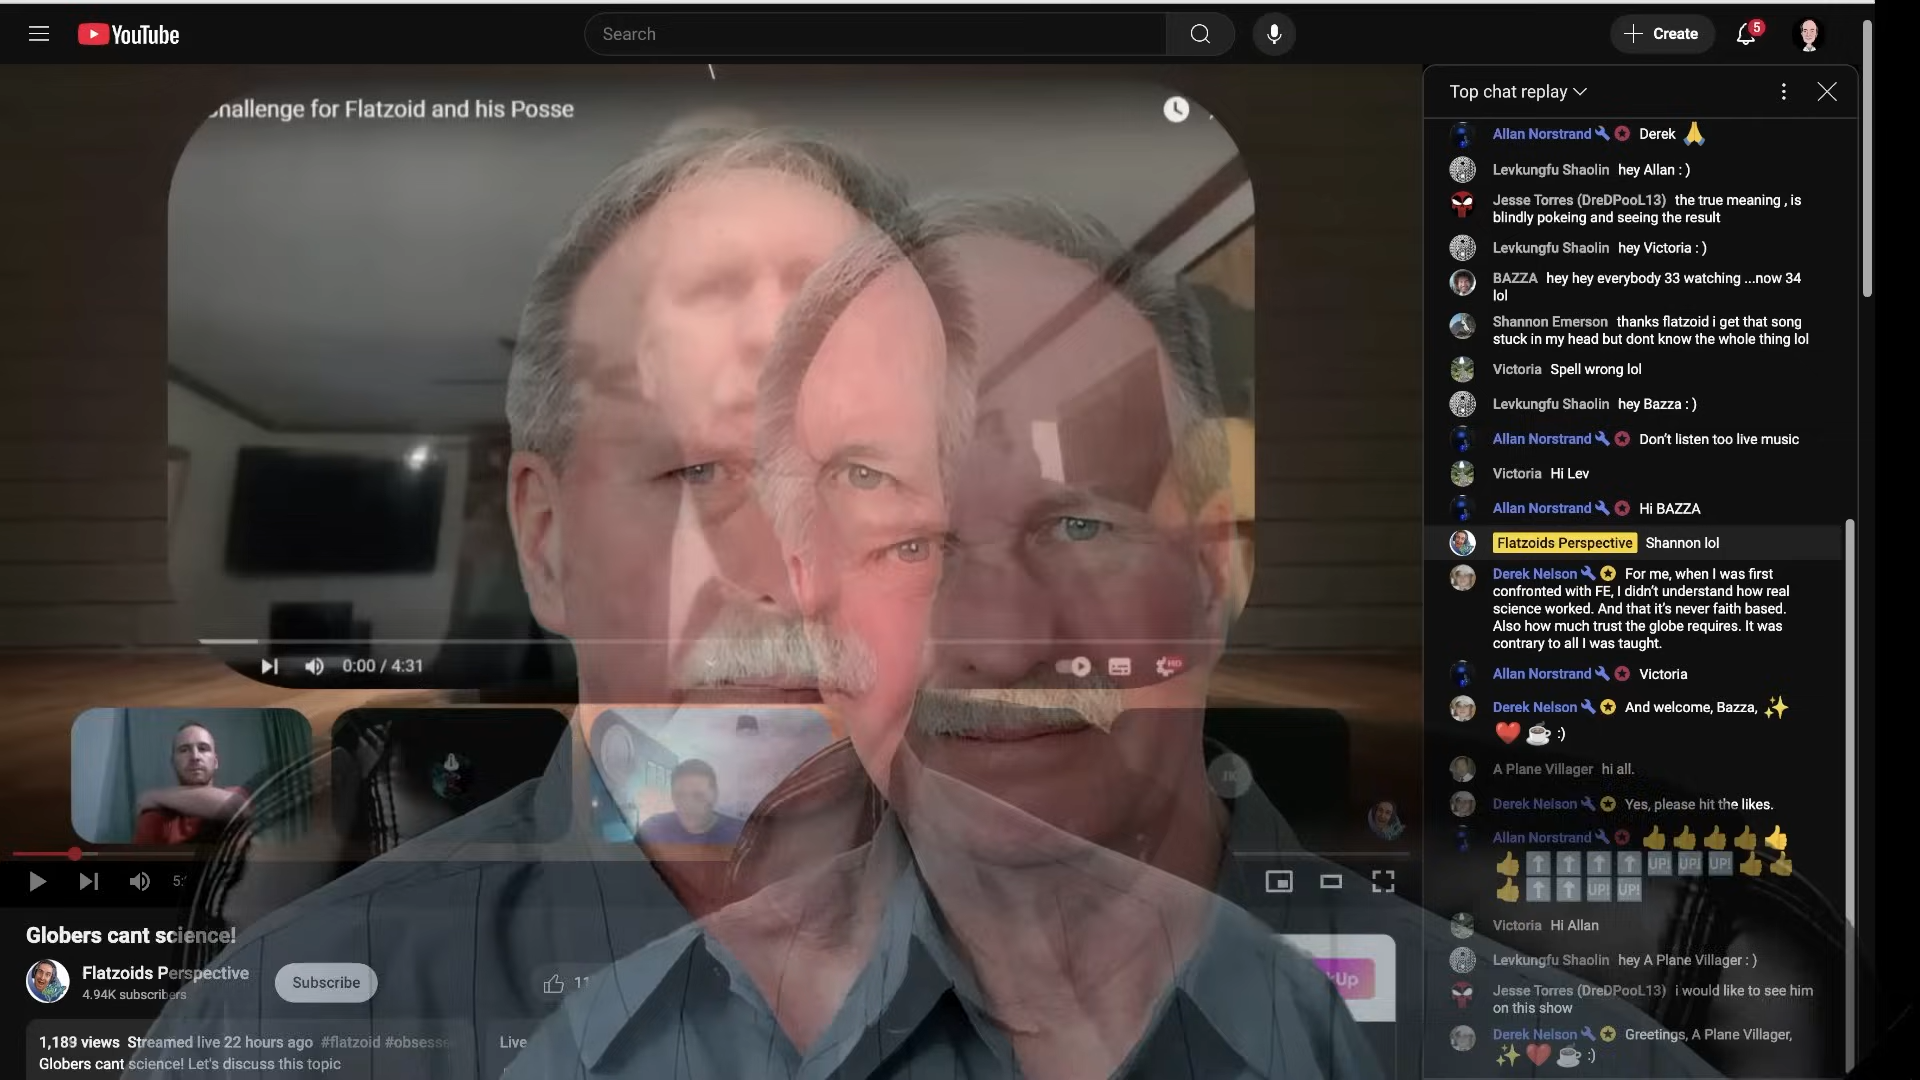 YouTube
Search
Create
5
hallenge for Flatzoid and his Posse
0:00 / 4:31
HD
JK
5:
Globers cant science!
Flatzoids Perspective
4.94K subscribers
Subscribe
11
kUp
1,189 views Streamed live 22 hours ago #flatzoid #obsesse
Live
Globers cant science! Let's discuss this topic
Top chat replay
Allan Norstrand Derek 🙏
Levkungfu Shaolin hey Allan : )
Jesse Torres (DreDPooL13) the true meaning , is
blindly pokeing and seeing the result
Levkungfu Shaolin hey Victoria : )
BAZZA hey hey everybody 33 watching ...now 34
lol
Shannon Emerson thanks flatzoid i get that song
stuck in my head but dont know the whole thing lol
Victoria Spell wrong lol
Levkungfu Shaolin hey Bazza : )
Allan Norstrand Don't listen too live music
Victoria Hi Lev
Allan Norstrand Hi BAZZA
Flatzoids Perspective Shannon lol
Derek Nelson For me, when I was first
confronted with FE, I didn't understand how real
science worked. And that it's never faith based.
Also how much trust the globe requires. It was
contrary to all I was taught.
Allan Norstrand Victoria
Derek Nelson And welcome, Bazza, ✨
❤️ ☕ :)
A Plane Villager hi all.
Derek Nelson Yes, please hit the likes.
Allan Norstrand 👍 👍 👍 👍 👍
👍 ⬆ ⬆ ⬆ ⬆ UP! UP! UP! 👍 👍
👍 ⬆ ⬆ UP! UP!
Victoria Hi Allan
Levkungfu Shaolin hey A Plane Villager : )
Jesse Torres (DreDPooL13) i would like to see him
on this show
Derek Nelson Greetings, A Plane Villager,
✨ ❤️ ☕ :)